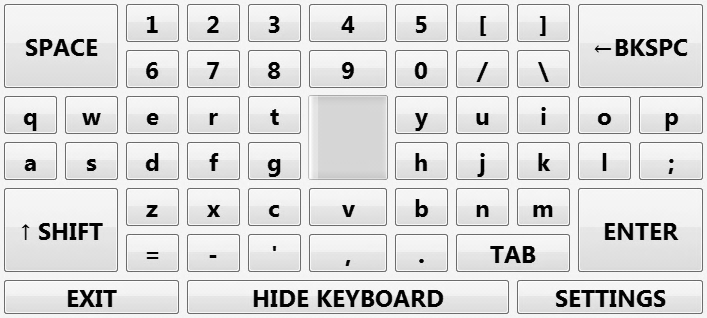 SPACE 1 2 3 4 5 [ ] ←BKSPC
6 7 8 9 0 / \
q w e r t y u i o p
a s d f g h j k l ;
↑ SHIFT z x c v b n m ENTER
= - ' , . TAB
EXIT HIDE KEYBOARD SETTINGS